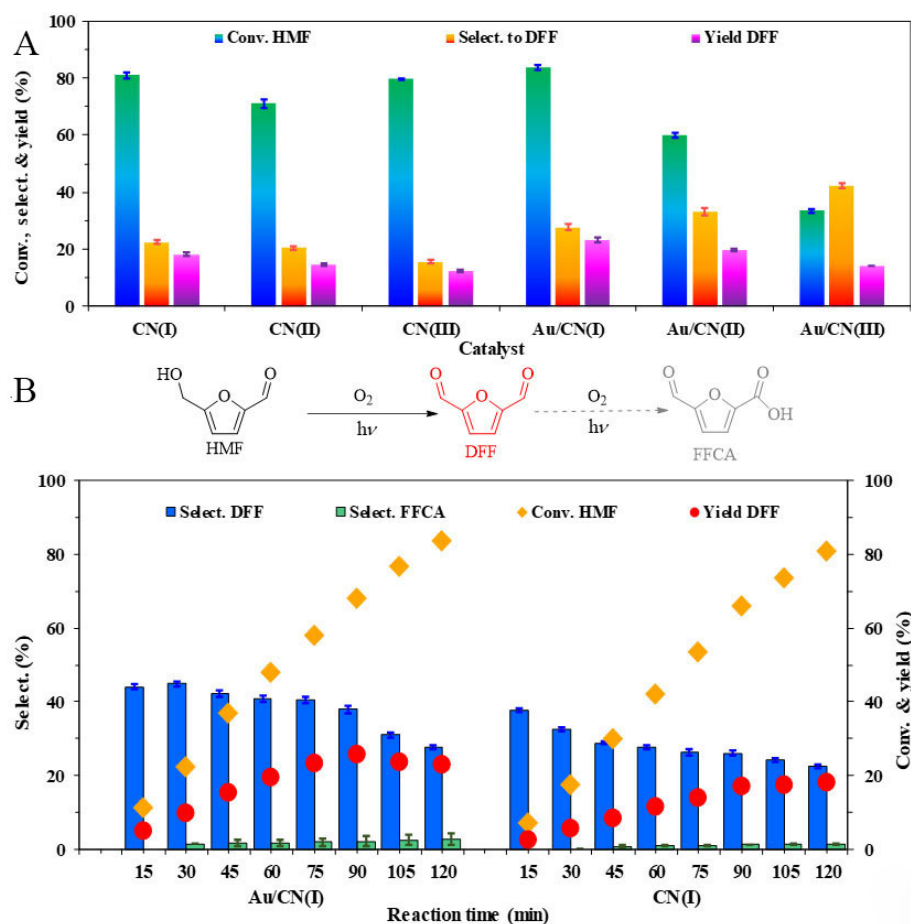 A
Conv. HMF Select. to DFF Yield DFF
Conv., select. & yield (%)
100
80
60
40
20
0
CN(I) CN(II) CN(III) Au/CN(I) Au/CN(II) Au/CN(III)
Catalyst
B
HO O O
HMF
O2
hν
O O O
DFF
O2
hν
O O O
OH
FFCA
Select. DFF Select. FFCA Conv. HMF Yield DFF
Select. (%)
100
80
60
40
20
0
100
80
60
40
20
0
Conv. & yield (%)
15 30 45 60 75 90 105 120 15 30 45 60 75 90 105 120
Au/CN(I) CN(I)
Reaction time (min)